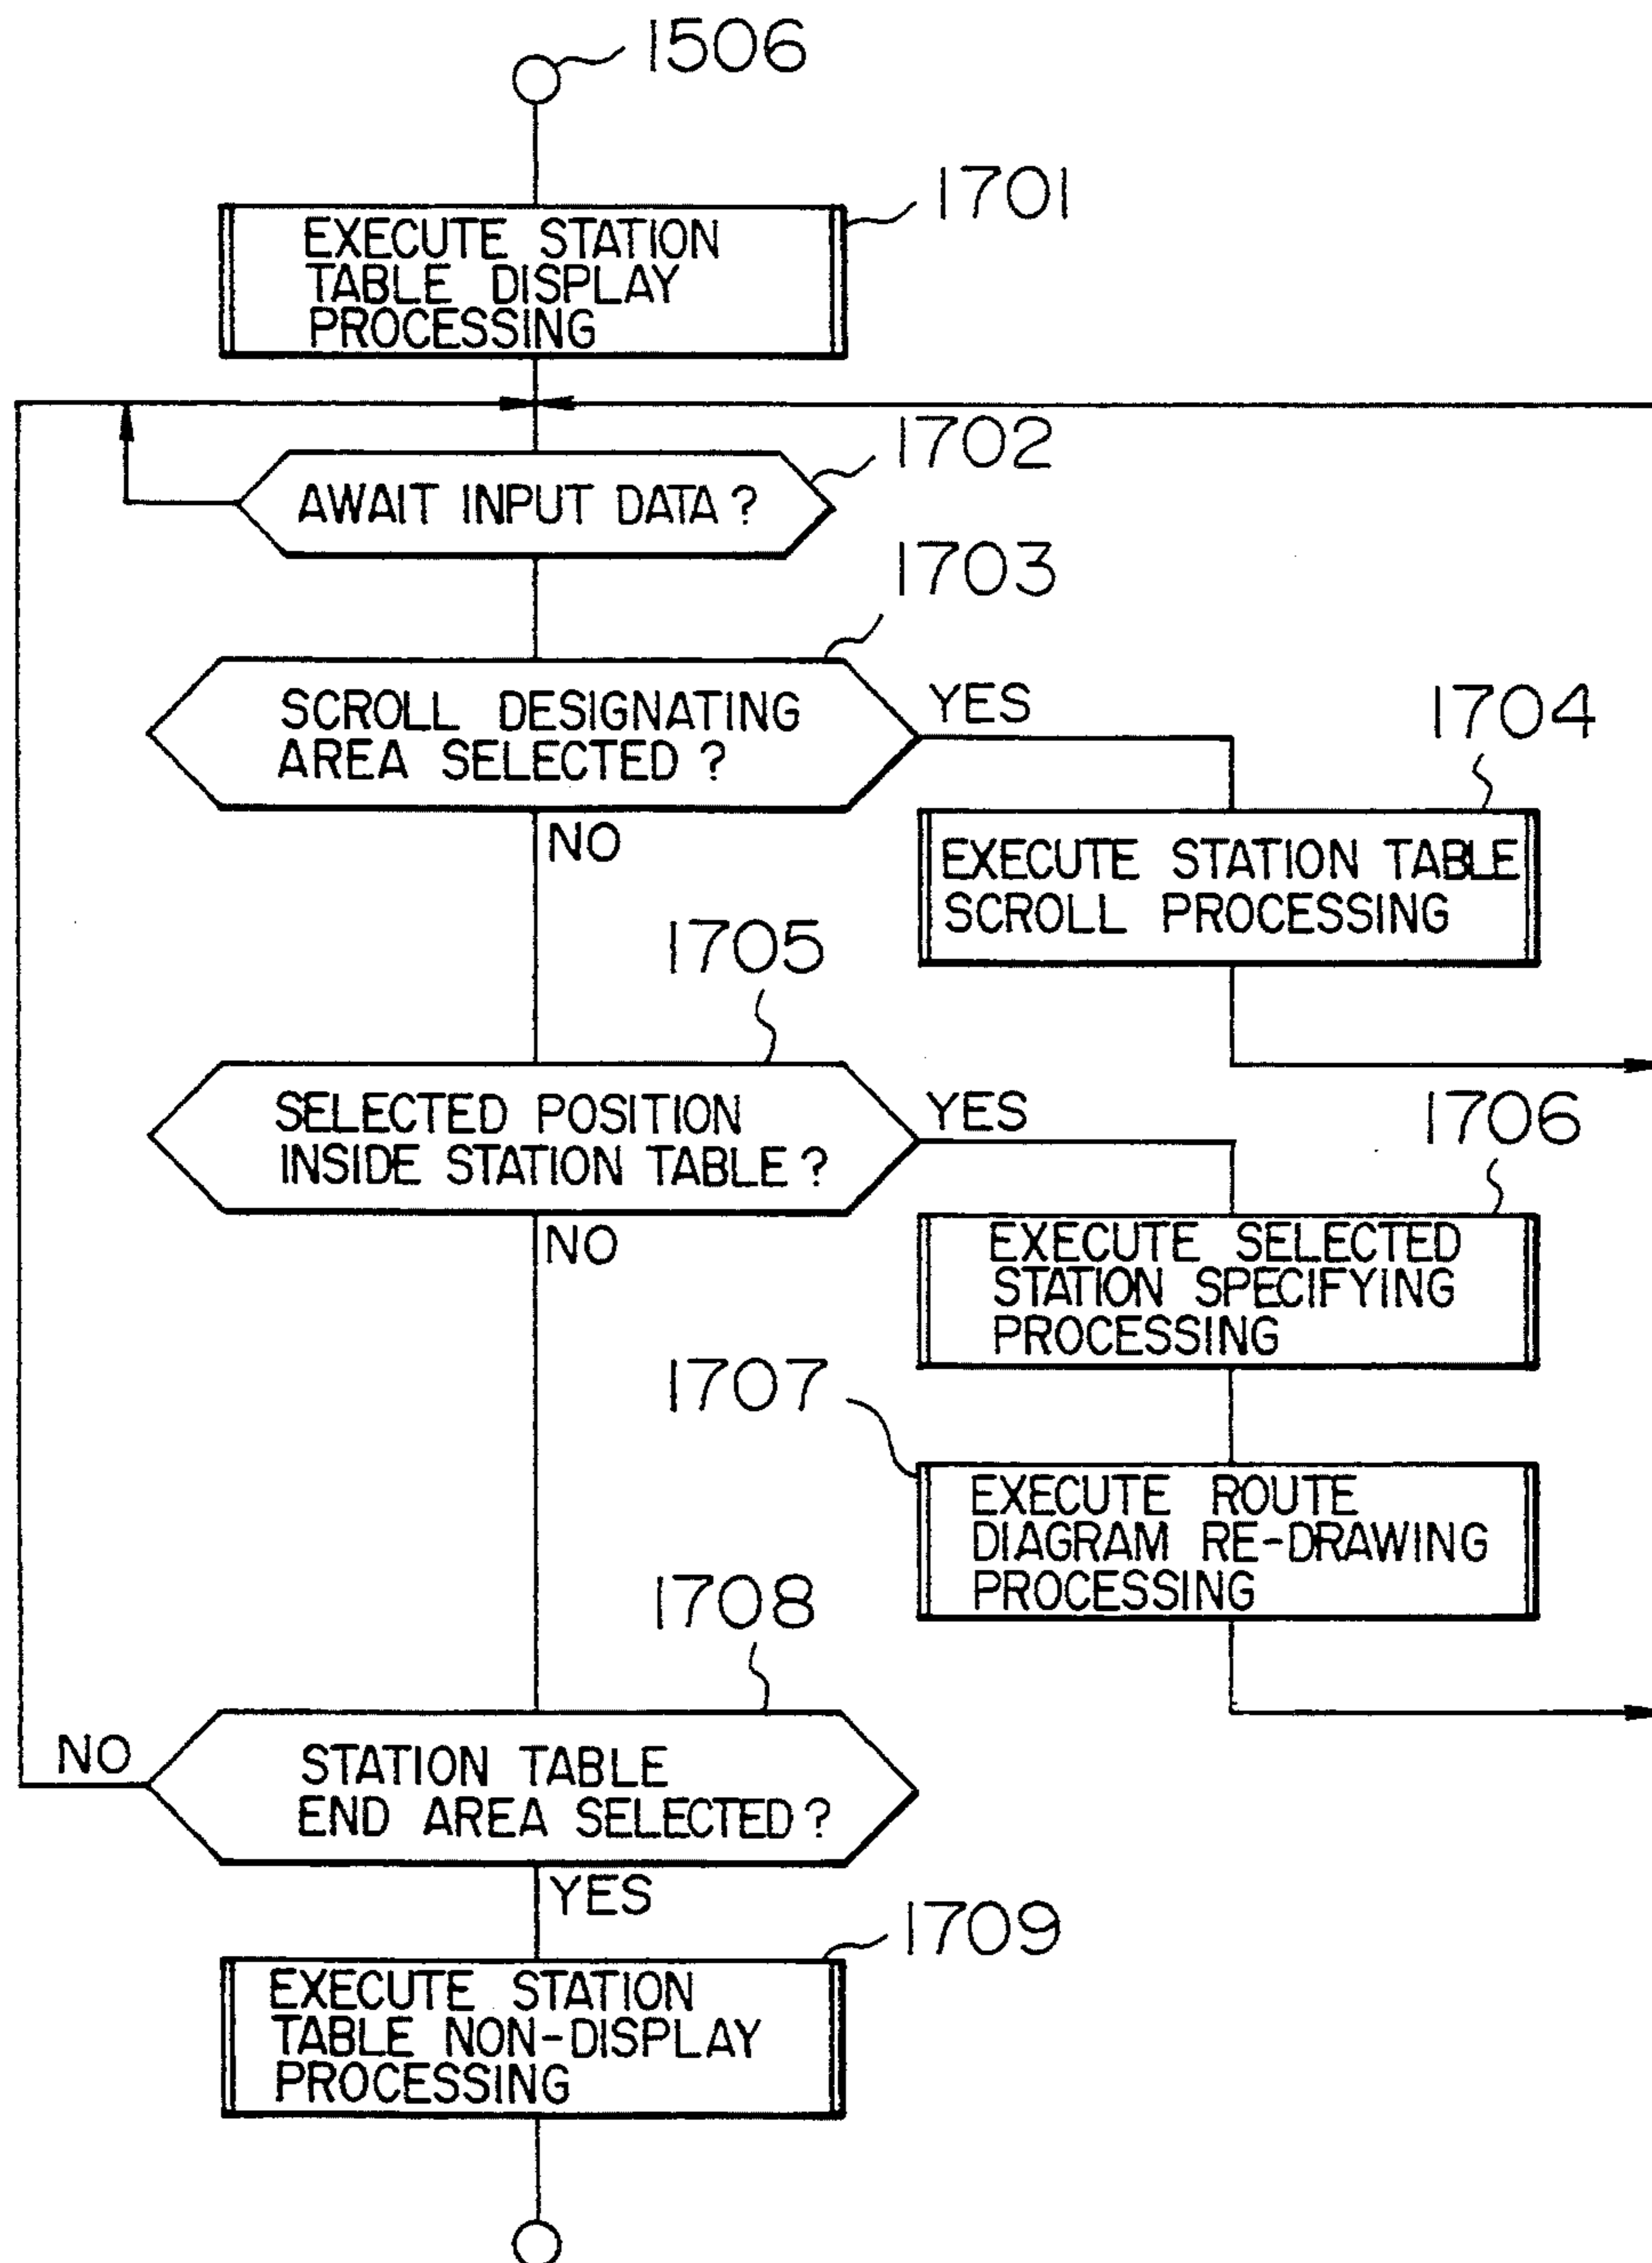 1506
1701
EXECUTE STATION
TABLE DISPLAY
PROCESSING
1702
AWAIT INPUT DATA ?
1703
SCROLL DESIGNATING
AREA SELECTED ?
YES
NO
1704
EXECUTE STATION TABLE
SCROLL PROCESSING
1705
SELECTED POSITION
INSIDE STATION TABLE ?
YES
NO
1706
EXECUTE SELECTED
STATION SPECIFYING
PROCESSING
1707
EXECUTE ROUTE
DIAGRAM RE-DRAWING
PROCESSING
1708
STATION TABLE
END AREA SELECTED ?
NO
YES
1709
EXECUTE STATION
TABLE NON-DISPLAY
PROCESSING